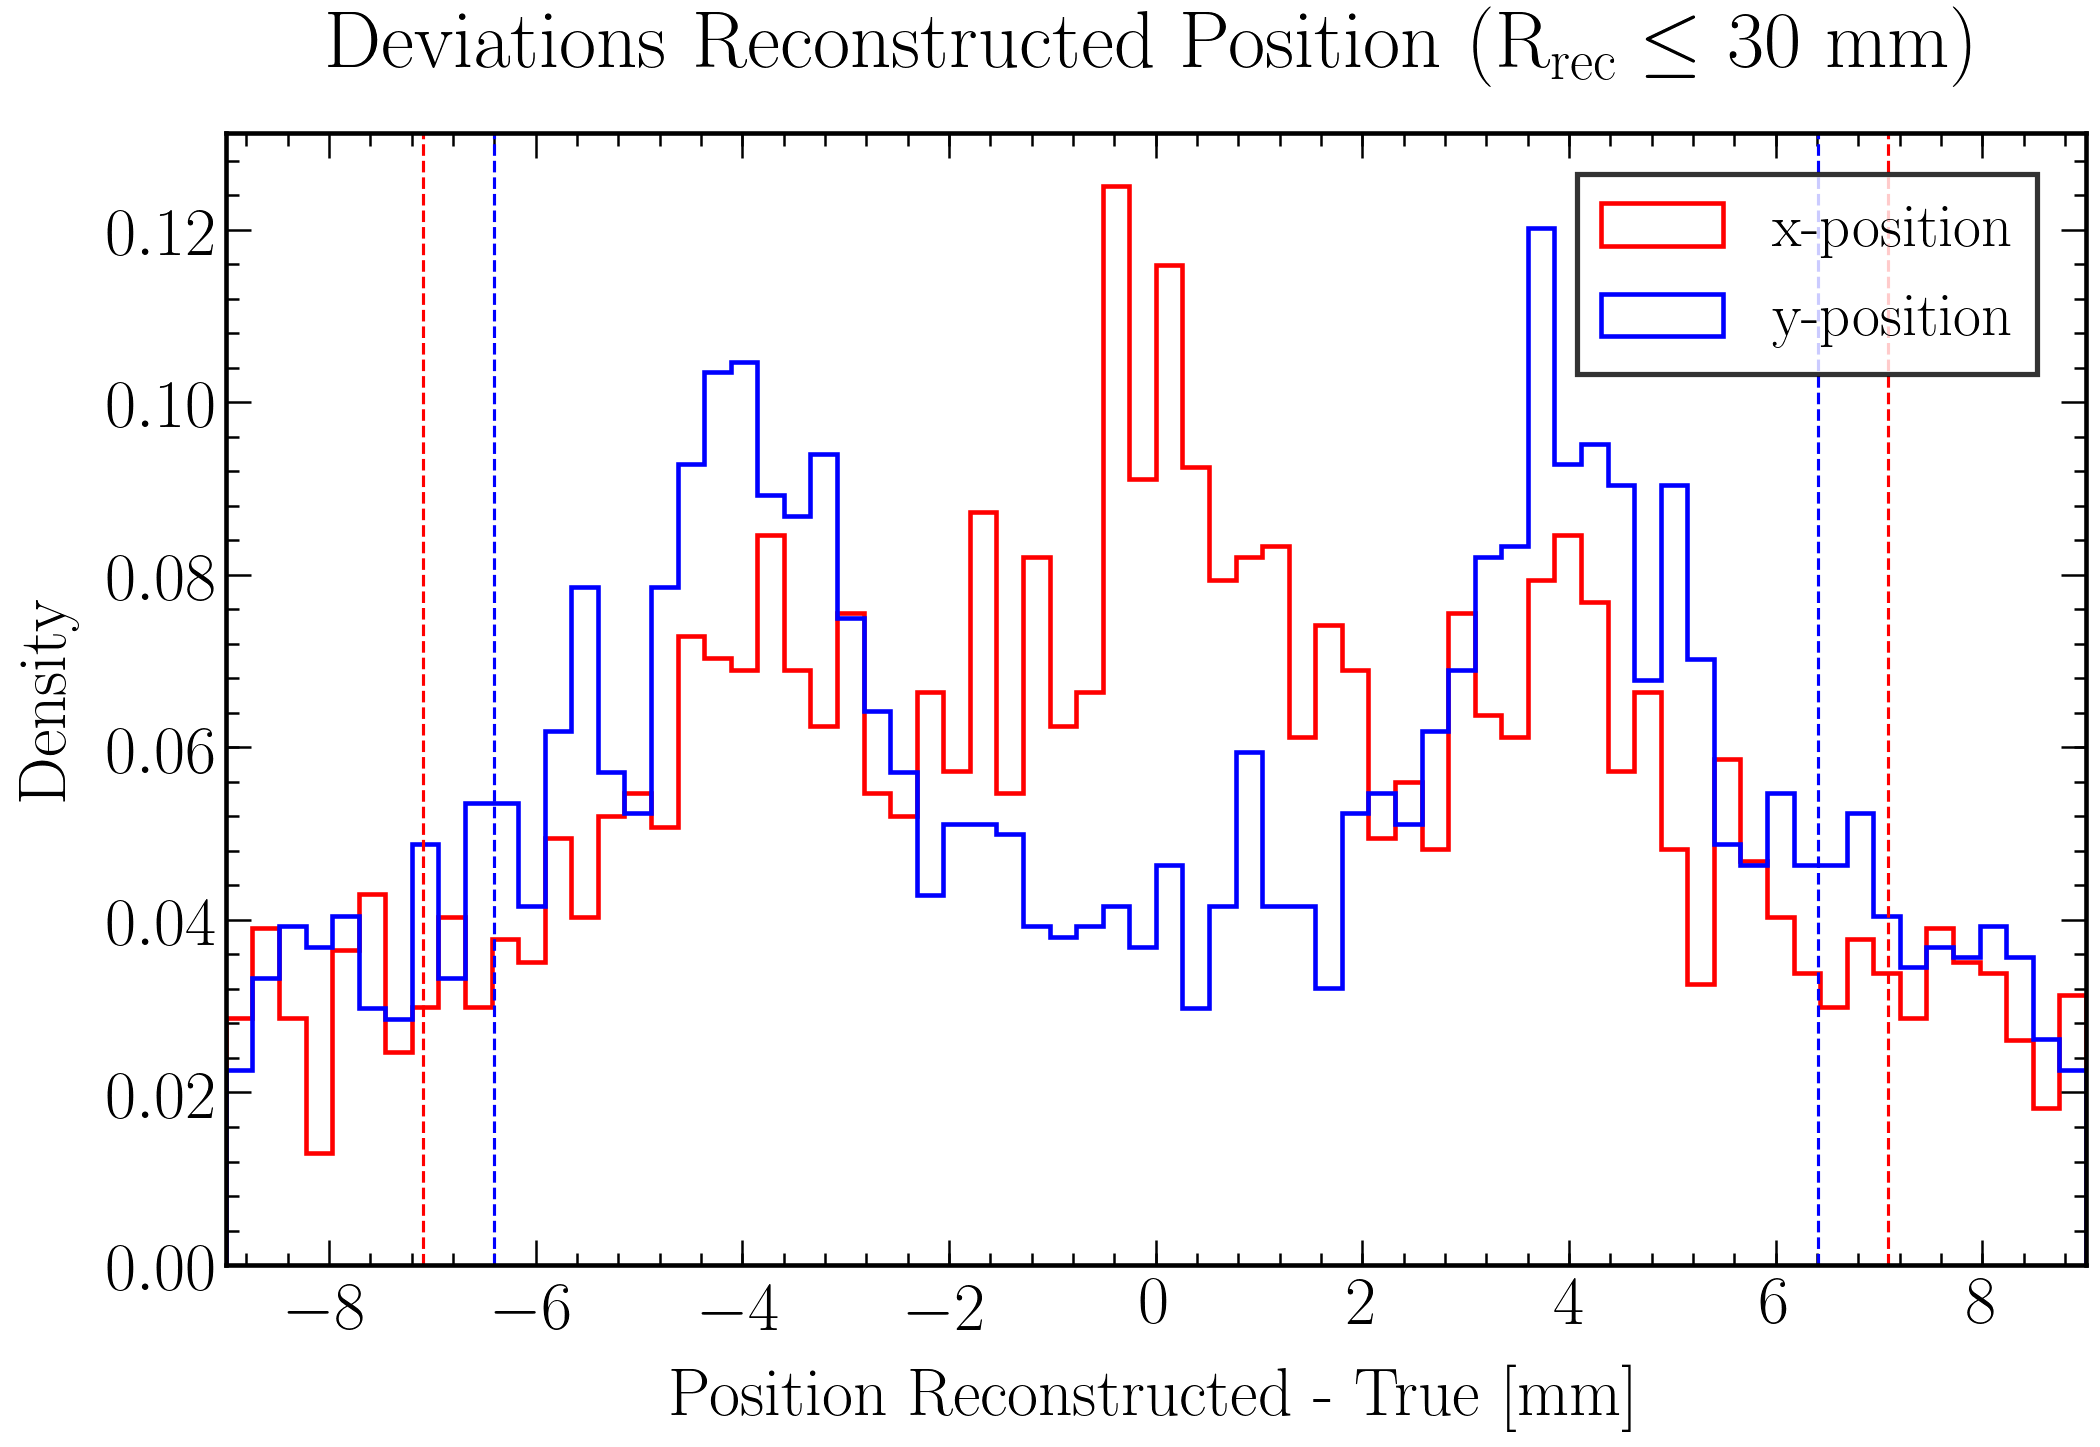 Deviations Reconstructed Position (R_rec ≤ 30 mm)
x-position
y-position
0.12
0.10
0.08
0.06
0.04
0.02
0.00
Density
−8 −6 −4 −2 0 2 4 6 8
Position Reconstructed - True [mm]